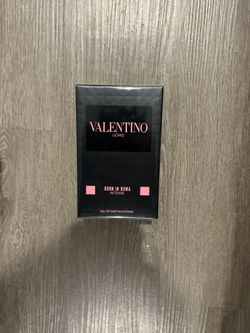 VALENTINO
UOMO
BORN IN ROMA
INTENSE
EAU DE PARFUM INTENSE